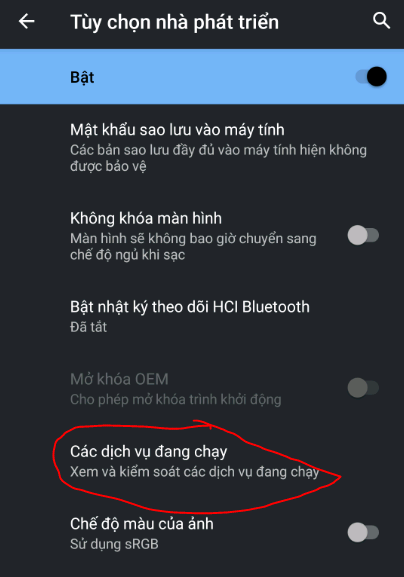 Tùy chọn nhà phát triển
Bật
Mật khẩu sao lưu vào máy tính
Các bản sao lưu đầy đủ vào máy tính hiện không
được bảo vệ
Không khóa màn hình
Màn hình sẽ không bao giờ chuyển sang
chế độ ngủ khi sạc
Bật nhật ký theo dõi HCI Bluetooth
Đã tắt
Mở khóa OEM
Cho phép mở khóa trình khởi động
Các dịch vụ đang chạy
Xem và kiểm soát các dịch vụ đang chạy
Chế độ màu của ảnh
Sử dụng sRGB